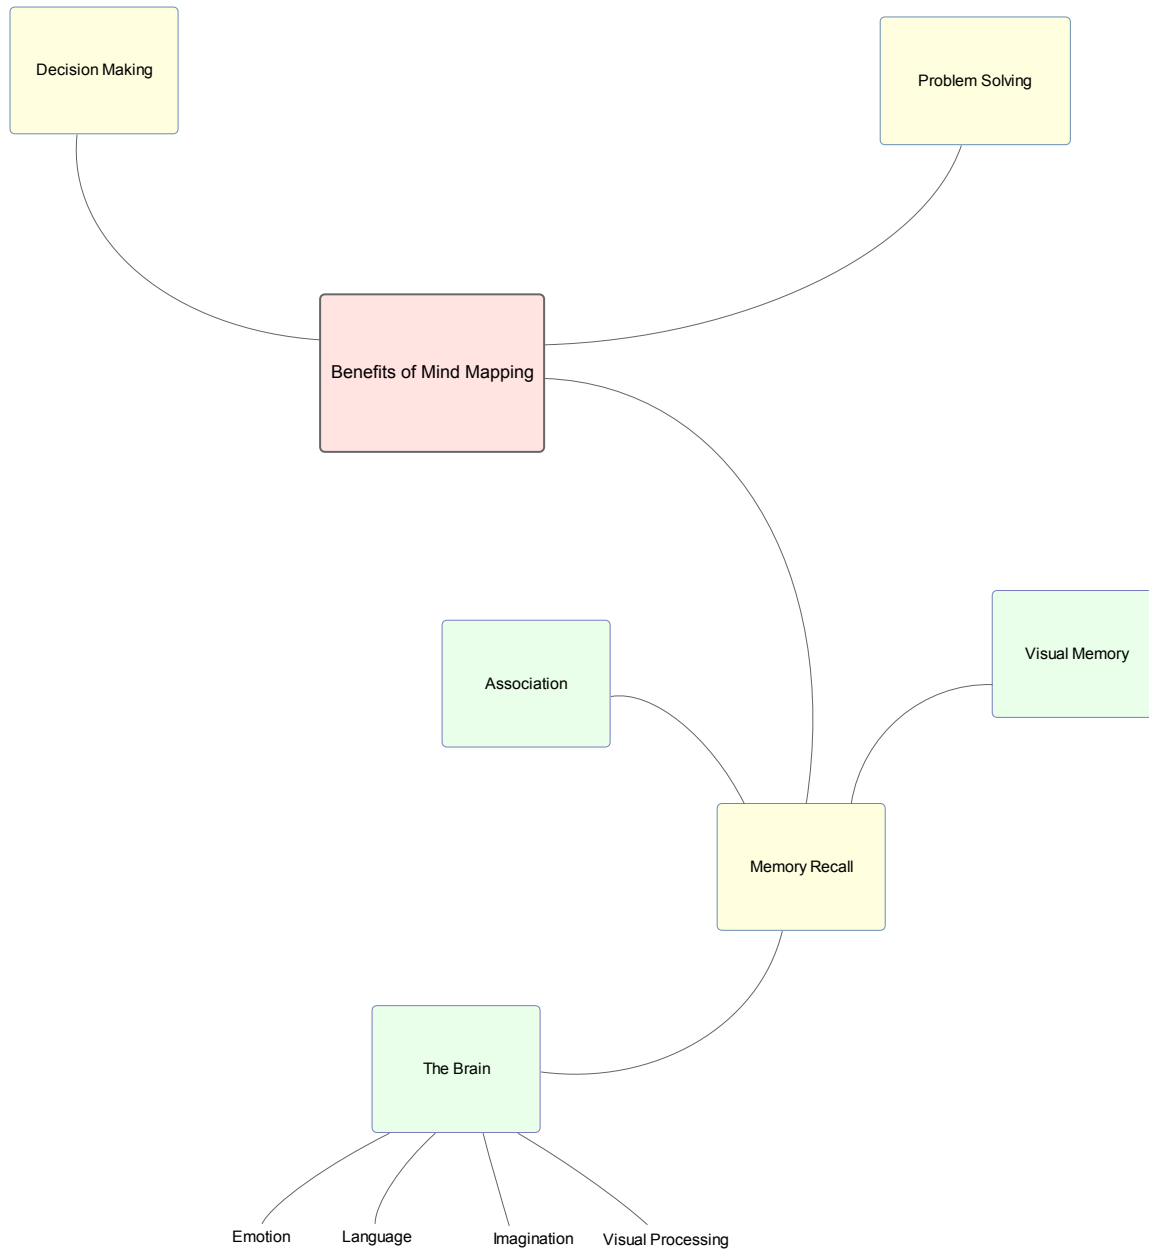 Decision Making
Problem Solving
Benefits of Mind Mapping
Visual Memory
Association
Memory Recall
The Brain
Emotion
Language
Imagination
Visual Processing